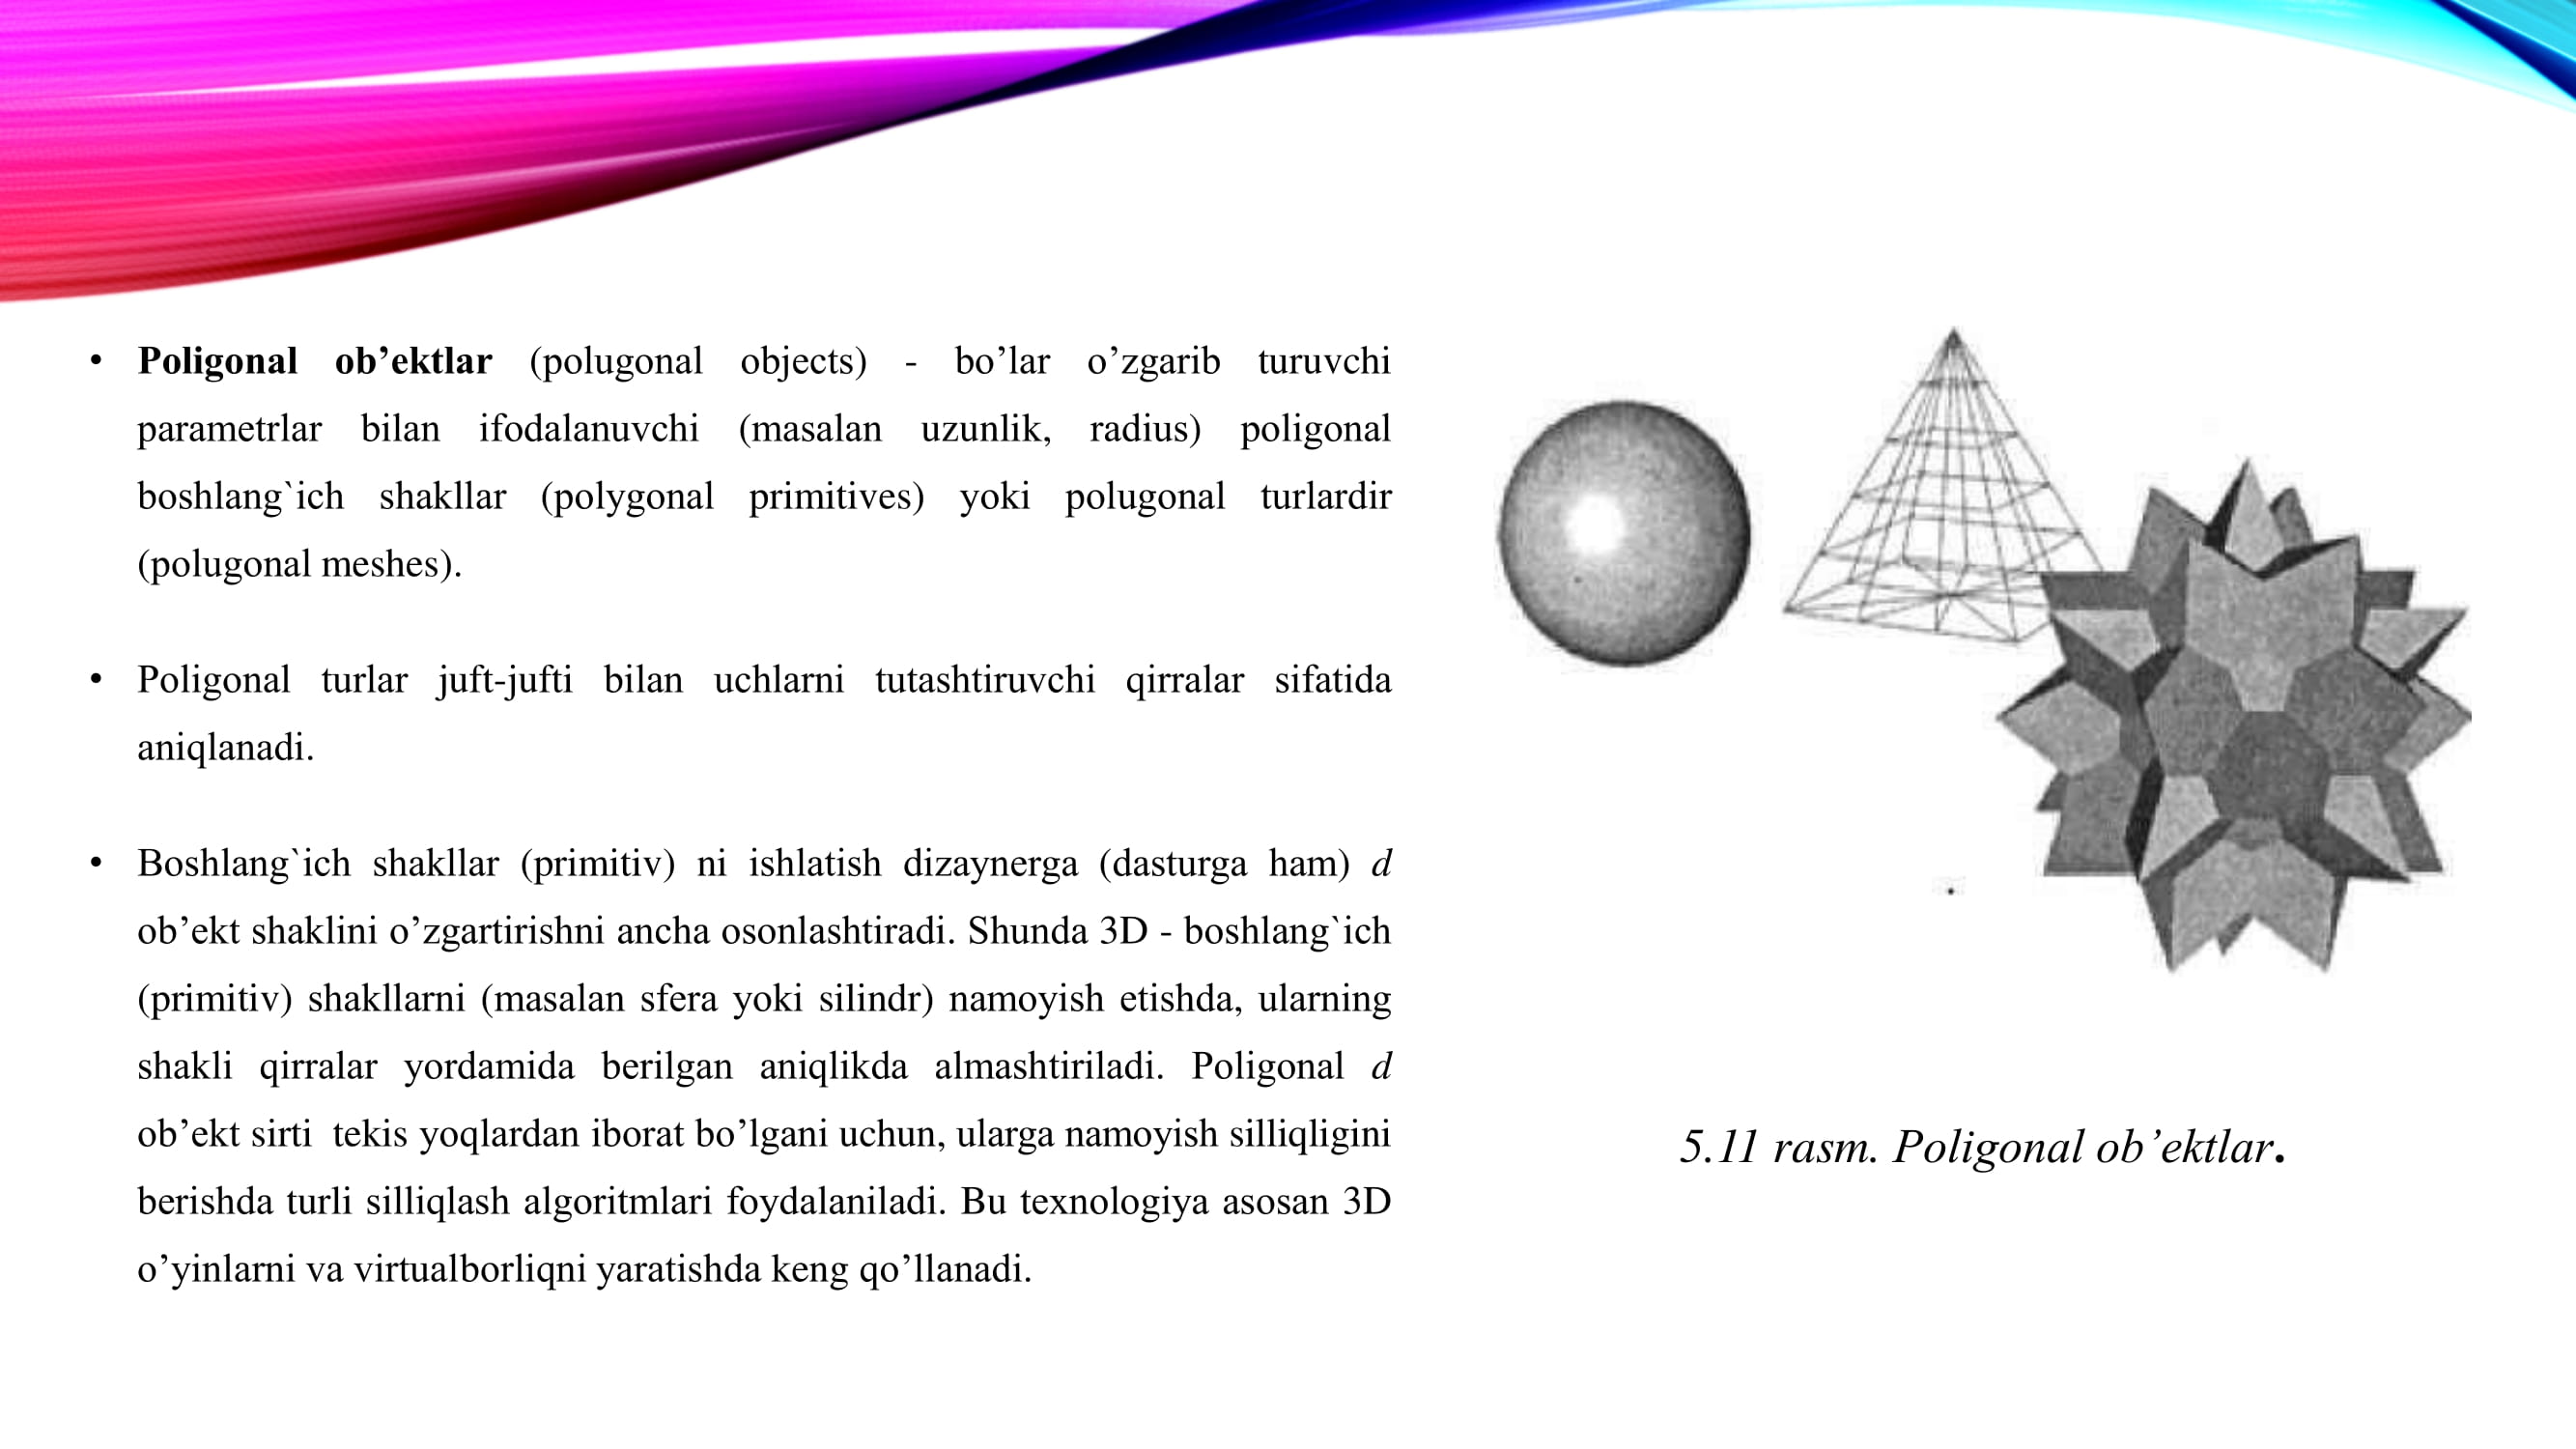 • Poligonal ob’ektlar (polugonal objects) - bo’lar o’zgarib turuvchi
parametrlar bilan ifodalanuvchi (masalan uzunlik, radius) poligonal
boshlang`ich shakllar (polygonal primitives) yoki polugonal turlardir
(polugonal meshes).
• Poligonal turlar juft-jufti bilan uchlarni tutashtiruvchi qirralar sifatida
aniqlanadi.
• Boshlang`ich shakllar (primitiv) ni ishlatish dizaynerga (dasturga ham) d
ob’ekt shaklini o’zgartirishni ancha osonlashtiradi. Shunda 3D - boshlang`ich
(primitiv) shakllarni (masalan sfera yoki silindr) namoyish etishda, ularning
shakli qirralar yordamida berilgan aniqlikda almashtiriladi. Poligonal d
ob’ekt sirti tekis yoqlardan iborat bo’lgani uchun, ularga namoyish silliqligini
berishda turli silliqlash algoritmlari foydalaniladi. Bu texnologiya asosan 3D
o’yinlarni va virtualborliqni yaratishda keng qo’llanadi.
5.11 rasm. Poligonal ob’ektlar.